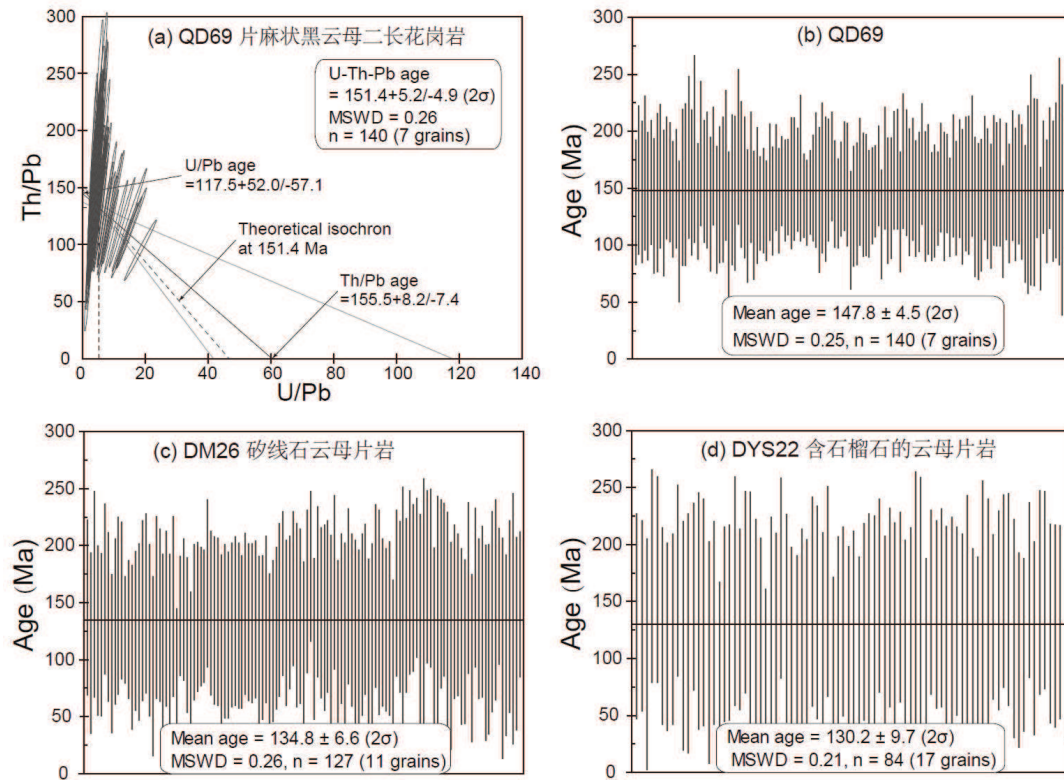 (a) QD69 片麻状黑云母二长花岗岩
U-Th-Pb age
= 151.4+5.2/-4.9 (2σ)
MSWD = 0.26
n = 140 (7 grains)
U/Pb age
=117.5+52.0/-57.1
Theoretical isochron
at 151.4 Ma
Th/Pb age
=155.5+8.2/-7.4
Th/Pb
300
250
200
150
100
50
0
0 20 40 60 80 100 120 140
U/Pb
(b) QD69
Age (Ma)
300
250
200
150
100
50
0
Mean age = 147.8 ± 4.5 (2σ)
MSWD = 0.25, n = 140 (7 grains)
(c) DM26 矽线石云母片岩
Age (Ma)
300
250
200
150
100
50
0
Mean age = 134.8 ± 6.6 (2σ)
MSWD = 0.26, n = 127 (11 grains)
(d) DYS22 含石榴石的云母片岩
Age (Ma)
300
250
200
150
100
50
0
Mean age = 130.2 ± 9.7 (2σ)
MSWD = 0.21, n = 84 (17 grains)